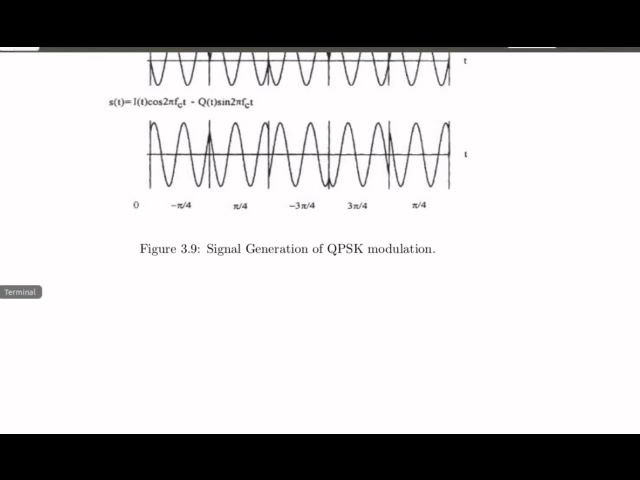 t
s(t)= I(t)cos2πfct - Q(t)sin2πfct
t
0 -π/4 π/4 -3π/4 3π/4 π/4
Figure 3.9: Signal Generation of QPSK modulation.
Terminal